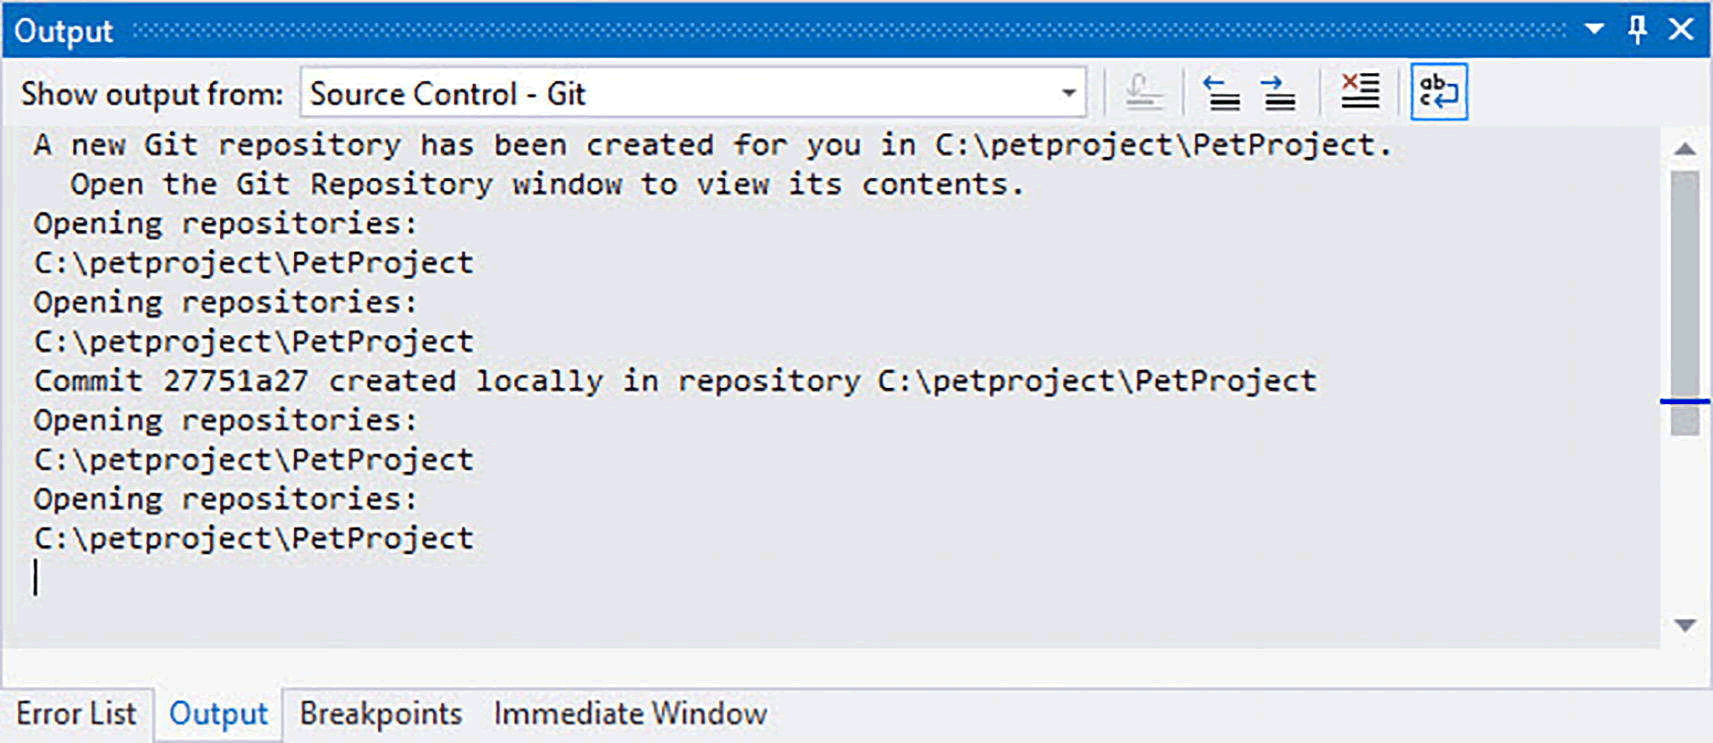 Output
Show output from: Source Control - Git
A new Git repository has been created for you in C:\petproject\PetProject.
  Open the Git Repository window to view its contents.
Opening repositories:
C:\petproject\PetProject
Opening repositories:
C:\petproject\PetProject
Commit 27751a27 created locally in repository C:\petproject\PetProject
Opening repositories:
C:\petproject\PetProject
Opening repositories:
C:\petproject\PetProject
Error List Output Breakpoints Immediate Window